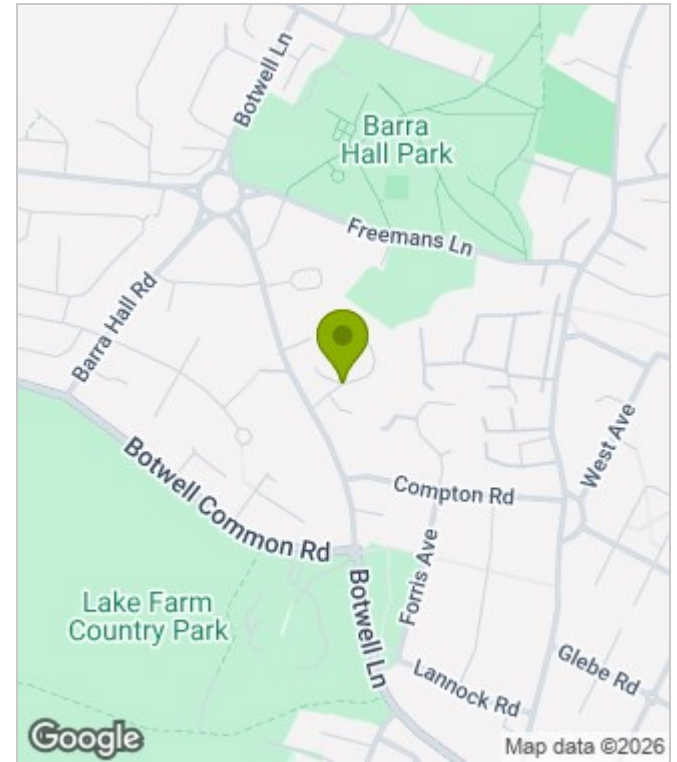 Botwell Ln
Barra
Hall Park
Freemans Ln
Barra Hall Rd
West Ave
Botwell Common Rd
Compton Rd
Forris Ave
Lake Farm
Country Park
Botwell Ln
Lannock Rd
Glebe Rd
Google
Map data ©2026